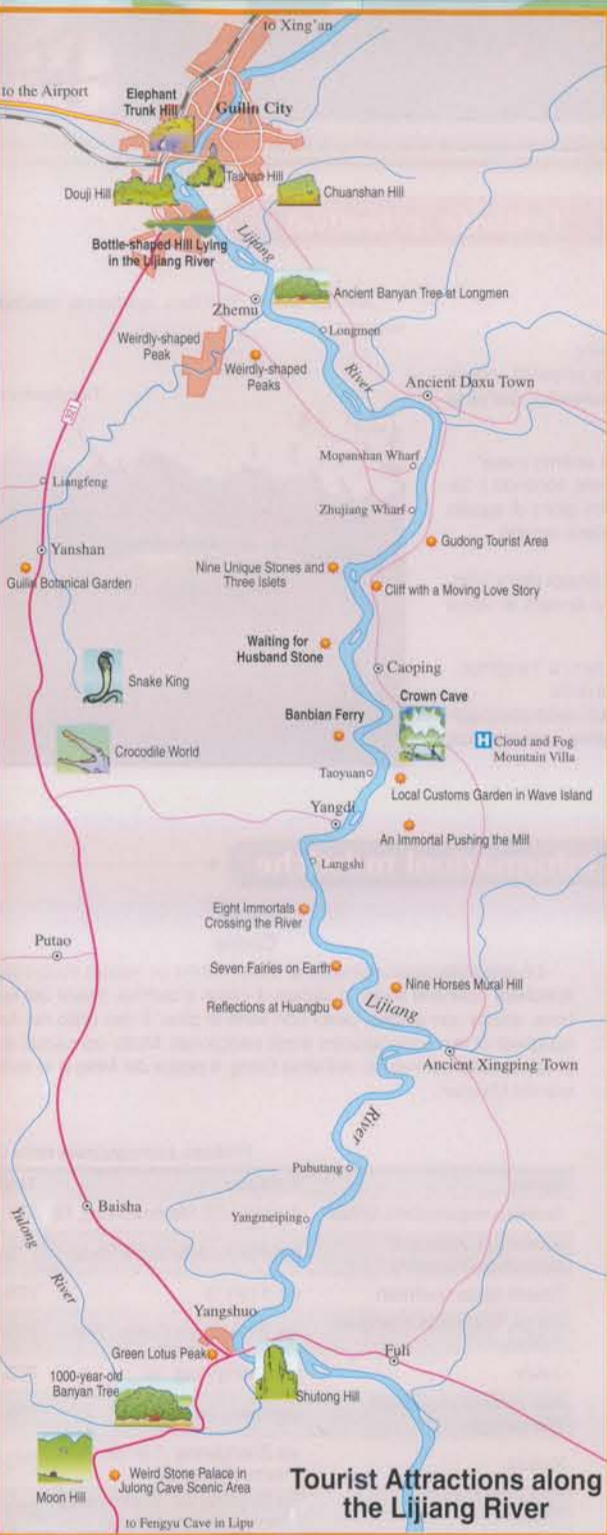 to Xing'an
to the Airport
Elephant
Trunk Hill
Guilin City
Tashan Hill
Douji Hill
Chuanshan Hill
Bottle-shaped Hill Lying
in the Lijiang River
Lijiang
Ancient Banyan Tree at Longmen
Zhemu
Longmen
Weirdly-shaped
Peak
Weirdly-shaped
Peaks
River
Ancient Daxu Town
321
Mopanshan Wharf
Liangfeng
Zhujiang Wharf
Gudong Tourist Area
Yanshan
Nine Unique Stones and
Three Islets
Guilin Botanical Garden
Cliff with a Moving Love Story
Waiting for
Husband Stone
Caoping
Snake King
Crown Cave
Banbian Ferry
H Cloud and Fog
Mountain Villa
Crocodile World
Taoyuan
Local Customs Garden in Wave Island
Yangdi
An Immortal Pushing the Mill
Langshi
Eight Immortals
Crossing the River
Putao
Seven Fairies on Earth
Nine Horses Mural Hill
Reflections at Huangbu
Lijiang
Ancient Xingping Town
River
Pubutang
Baisha
Yangmeiping
Yulong
River
Yangshuo
Green Lotus Peak
Fuli
1000-year-old
Banyan Tree
Shutong Hill
Moon Hill
Weird Stone Palace in
Julong Cave Scenic Area
Tourist Attractions along
the Lijiang River
to Fengyu Cave in Lipu